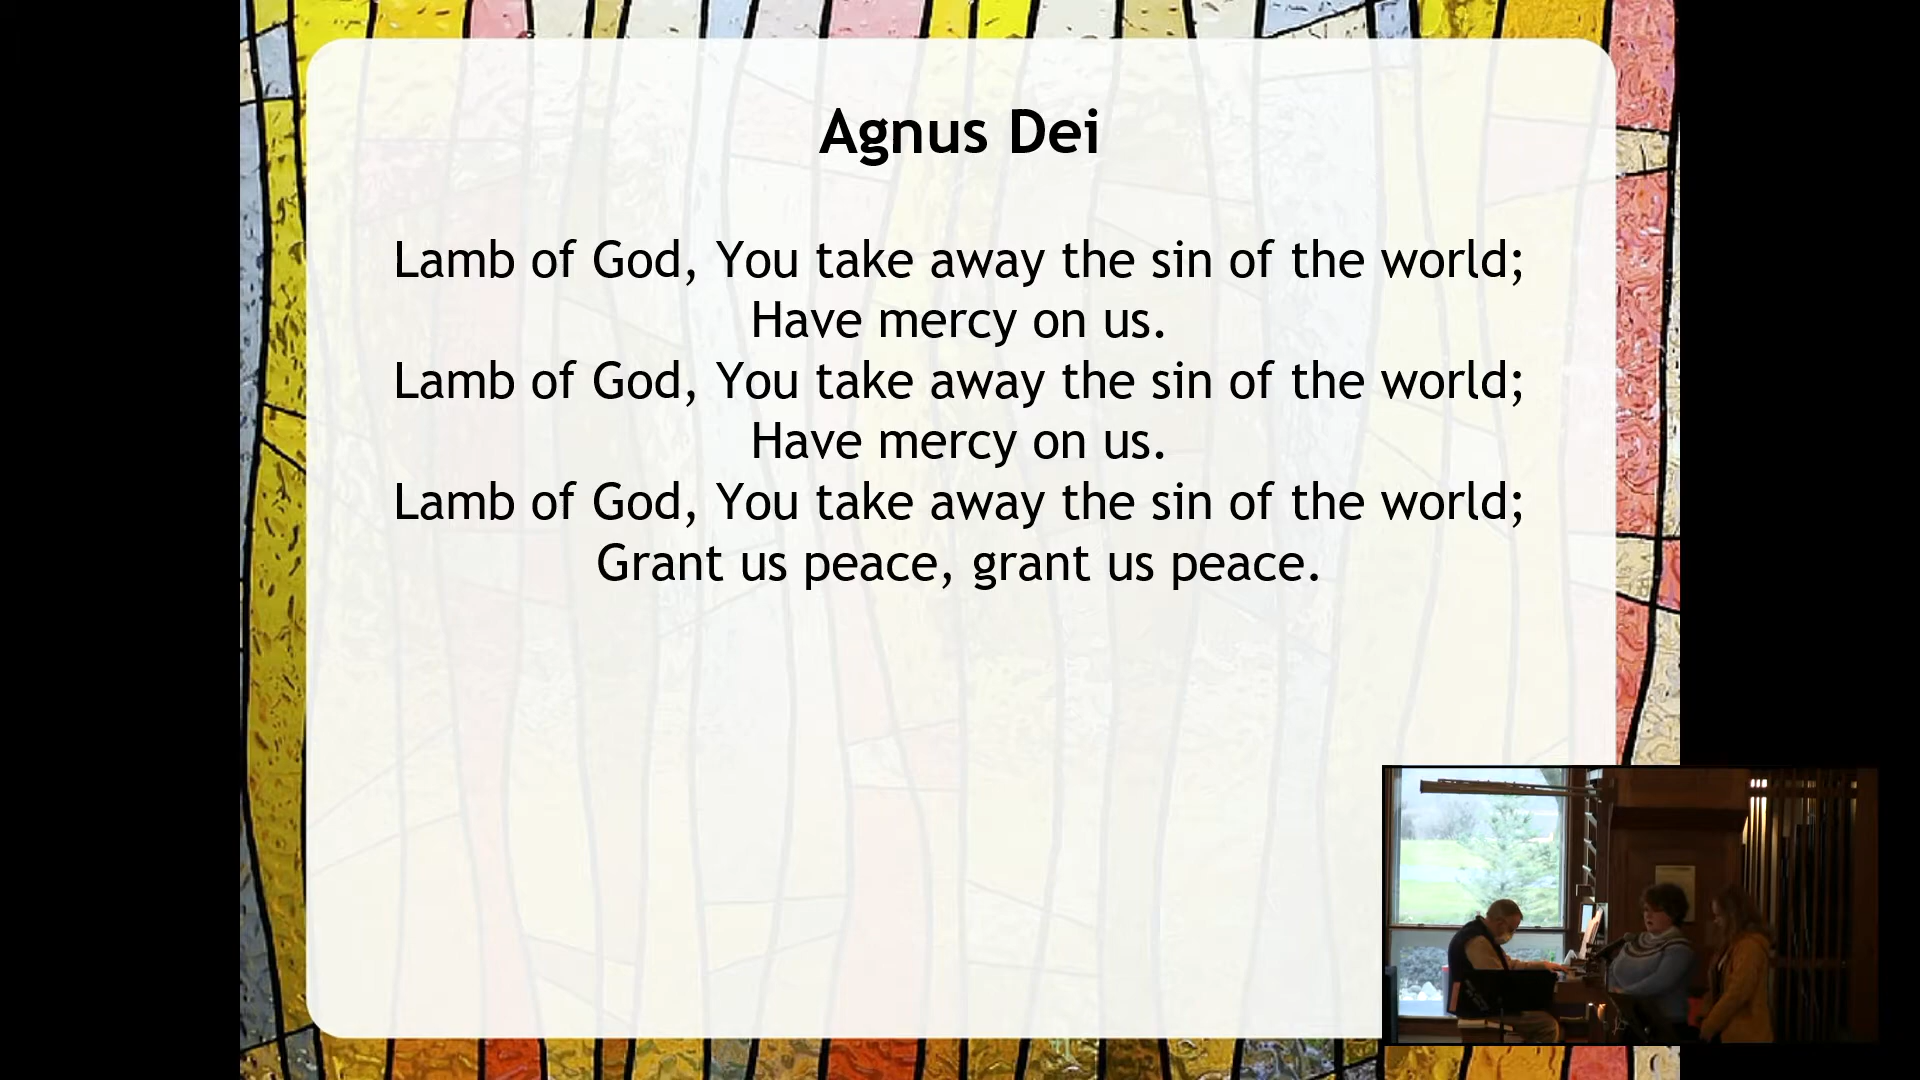 Agnus Dei
Lamb of God, You take away the sin of the world;
Have mercy on us.
Lamb of God, You take away the sin of the world;
Have mercy on us.
Lamb of God, You take away the sin of the world;
Grant us peace, grant us peace.